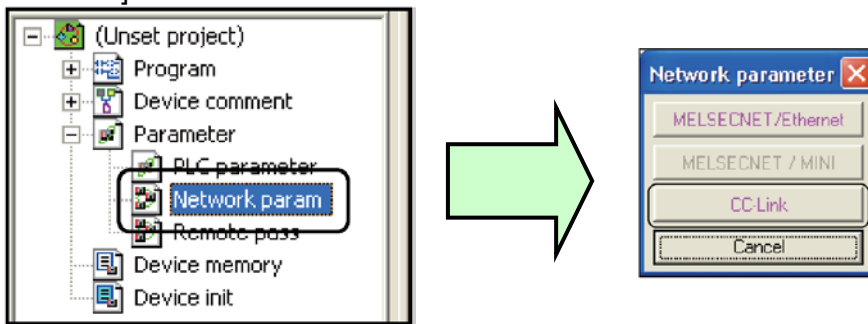 (Unset project)
Program
Device comment
Parameter
PLC parameter
Network param
Remote pass
Device memory
Device init
Network parameter
MELSECNET/Ethernet
MELSECNET / MINI
CC-Link
Cancel